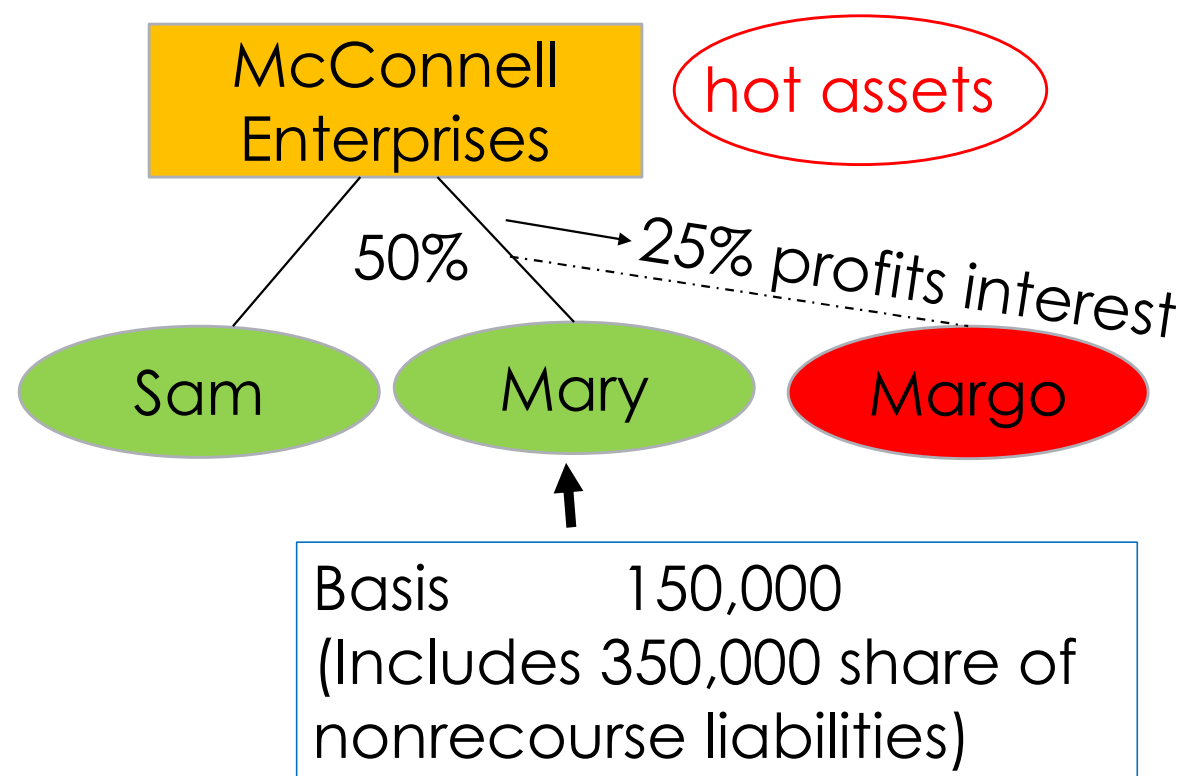 McConnell
Enterprises
hot assets
50%
25% profits interest
Sam
Mary
Margo
Basis 150,000
(Includes 350,000 share of
nonrecourse liabilities)